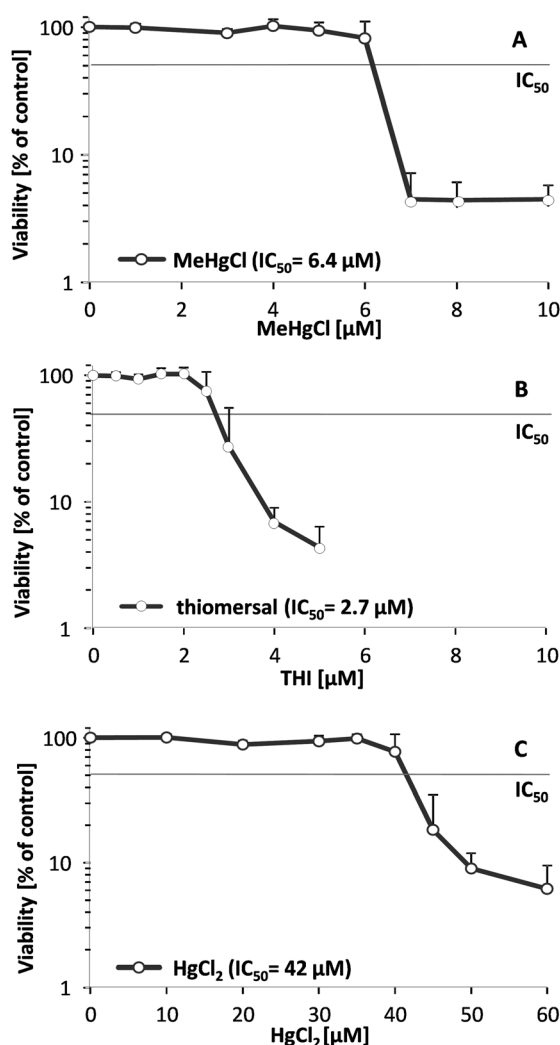 A
Viability [% of control]
100
10
1
IC₅₀
MeHgCl (IC₅₀= 6.4 µM)
0 2 4 6 8 10
MeHgCl [µM]
B
Viability [% of control]
100
10
1
IC₅₀
thiomersal (IC₅₀= 2.7 µM)
0 2 4 6 8 10
THI [µM]
C
Viability [% of control]
100
10
1
IC₅₀
HgCl₂ (IC₅₀= 42 µM)
0 10 20 30 40 50 60
HgCl₂[µM]